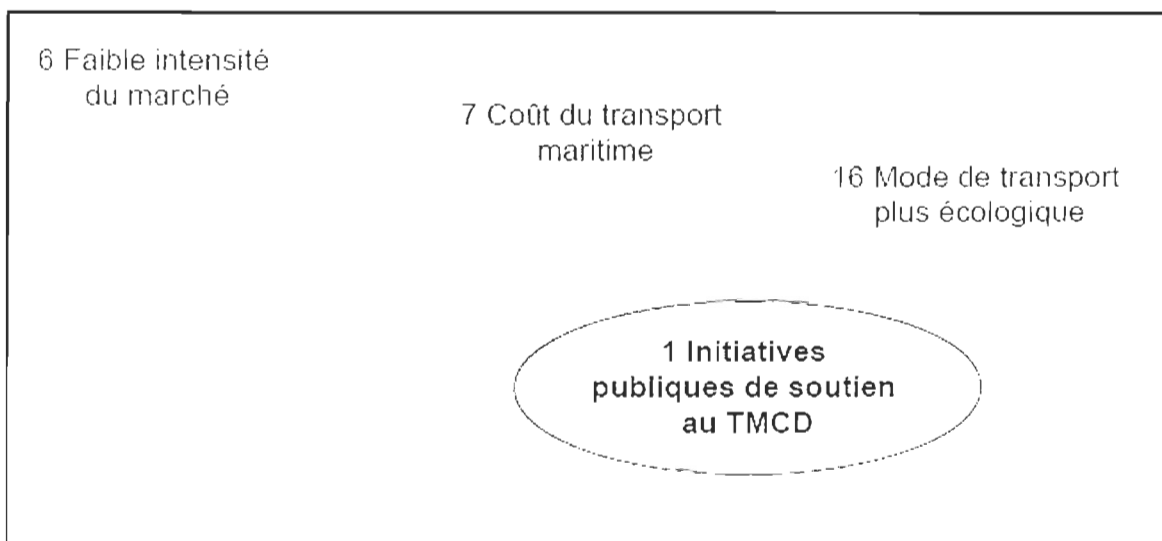 6 Faible intensité
du marché
7 Coût du transport
maritime
16 Mode de transport
plus écologique
1 Initiatives
publiques de soutien
au TMCD